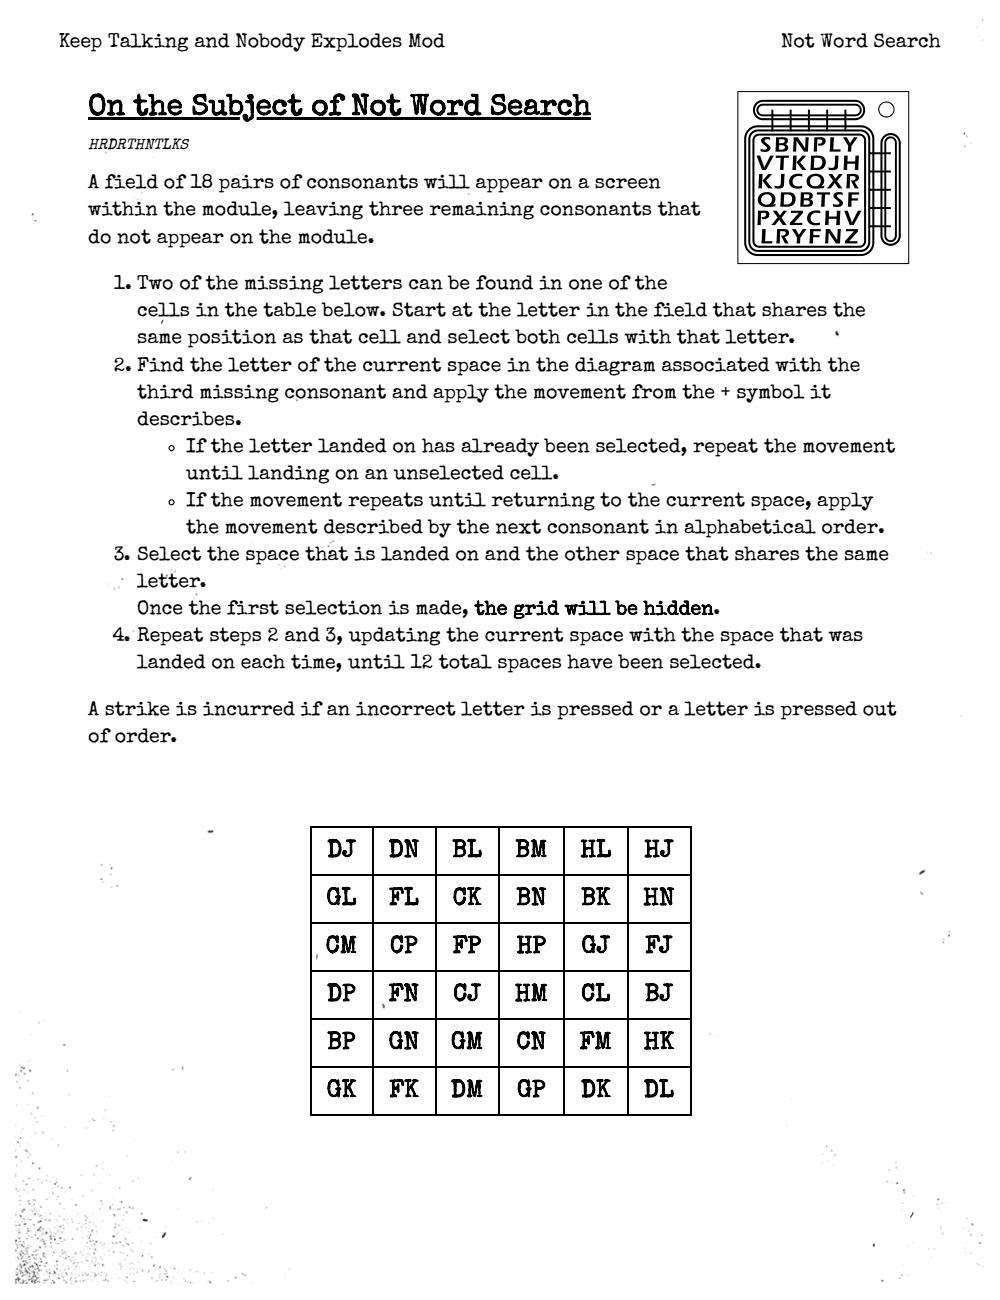 Keep Talking and Nobody Explodes Mod
Not Word Search
On the Subject of Not Word Search
HRDRTHNTLKS
A field of 18 pairs of consonants will appear on a screen
within the module, leaving three remaining consonants that
do not appear on the module.
SBNPLY
VTKDJH
KJCQXR
QDBTSF
PXZCHV
LRYFNZ
1. Two of the missing letters can be found in one of the
cells in the table below. Start at the letter in the field that shares the
same position as that cell and select both cells with that letter.
2. Find the letter of the current space in the diagram associated with the
third missing consonant and apply the movement from the + symbol it
describes.
◦ If the letter landed on has already been selected, repeat the movement
until landing on an unselected cell.
◦ If the movement repeats until returning to the current space, apply
the movement described by the next consonant in alphabetical order.
3. Select the space that is landed on and the other space that shares the same
letter.
Once the first selection is made, the grid will be hidden.
4. Repeat steps 2 and 3, updating the current space with the space that was
landed on each time, until 12 total spaces have been selected.
A strike is incurred if an incorrect letter is pressed or a letter is pressed out
of order.
DJ DN BL BM HL HJ
GL FL CK BN BK HN
CM CP FP HP GJ FJ
DP FN CJ HM CL BJ
BP GN GM CN FM HK
GK FK DM GP DK DL